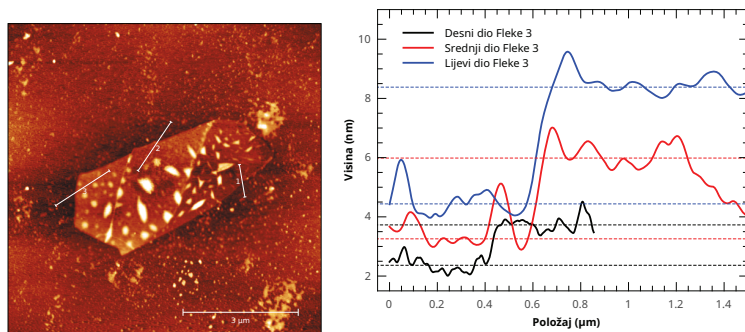 2
1
3 µm
Desni dio Fleke 3
Srednji dio Fleke 3
Lijevi dio Fleke 3
Visina (nm)
10
8
6
4
2
0
0.2
0.4
0.6
0.8
1
1.2
1.4
Položaj (µm)